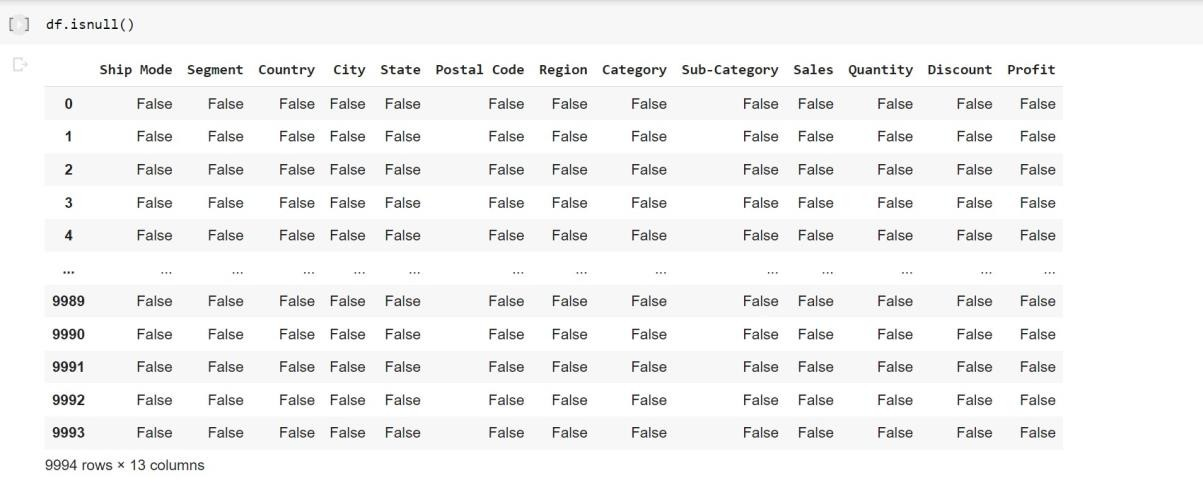 [ ] df.isnull()
Ship Mode Segment Country City State Postal Code Region Category Sub-Category Sales Quantity Discount Profit
0 False False False False False False False False False False False False False
1 False False False False False False False False False False False False False
2 False False False False False False False False False False False False False
3 False False False False False False False False False False False False False
4 False False False False False False False False False False False False False
... ... ... ... ... ... ... ... ... ... ... ... ... ...
9989 False False False False False False False False False False False False False
9990 False False False False False False False False False False False False False
9991 False False False False False False False False False False False False False
9992 False False False False False False False False False False False False False
9993 False False False False False False False False False False False False False
9994 rows × 13 columns